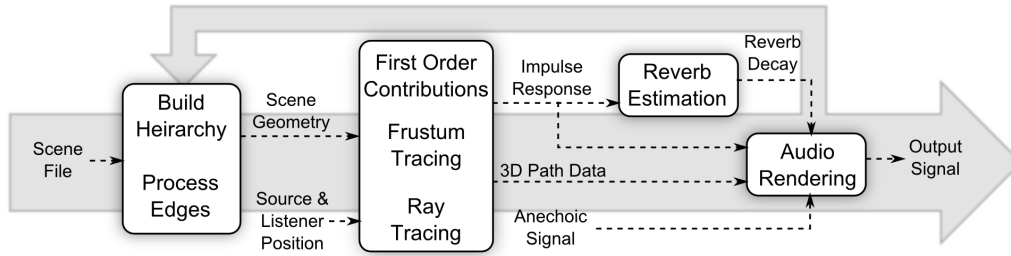 Scene
File
Build
Heirarchy
Process
Edges
Scene
Geometry
Source &
Listener
Position
First Order
Contributions
Frustum
Tracing
Ray
Tracing
Impulse
Response
3D Path Data
Anechoic
Signal
Reverb
Estimation
Reverb
Decay
Audio
Rendering
Output
Signal